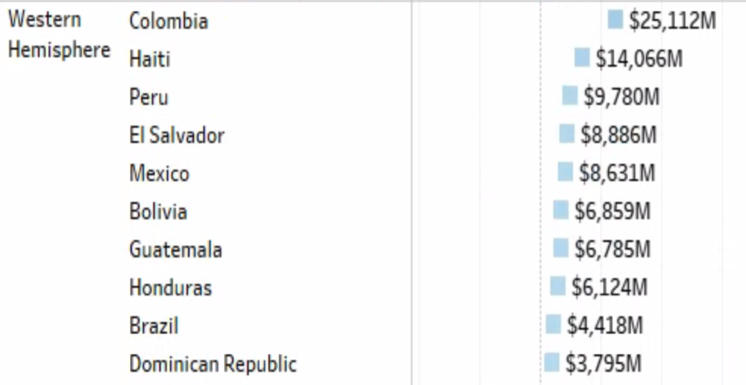 Western Hemisphere
Colombia $25,112M
Haiti $14,066M
Peru $9,780M
El Salvador $8,886M
Mexico $8,631M
Bolivia $6,859M
Guatemala $6,785M
Honduras $6,124M
Brazil $4,418M
Dominican Republic $3,795M